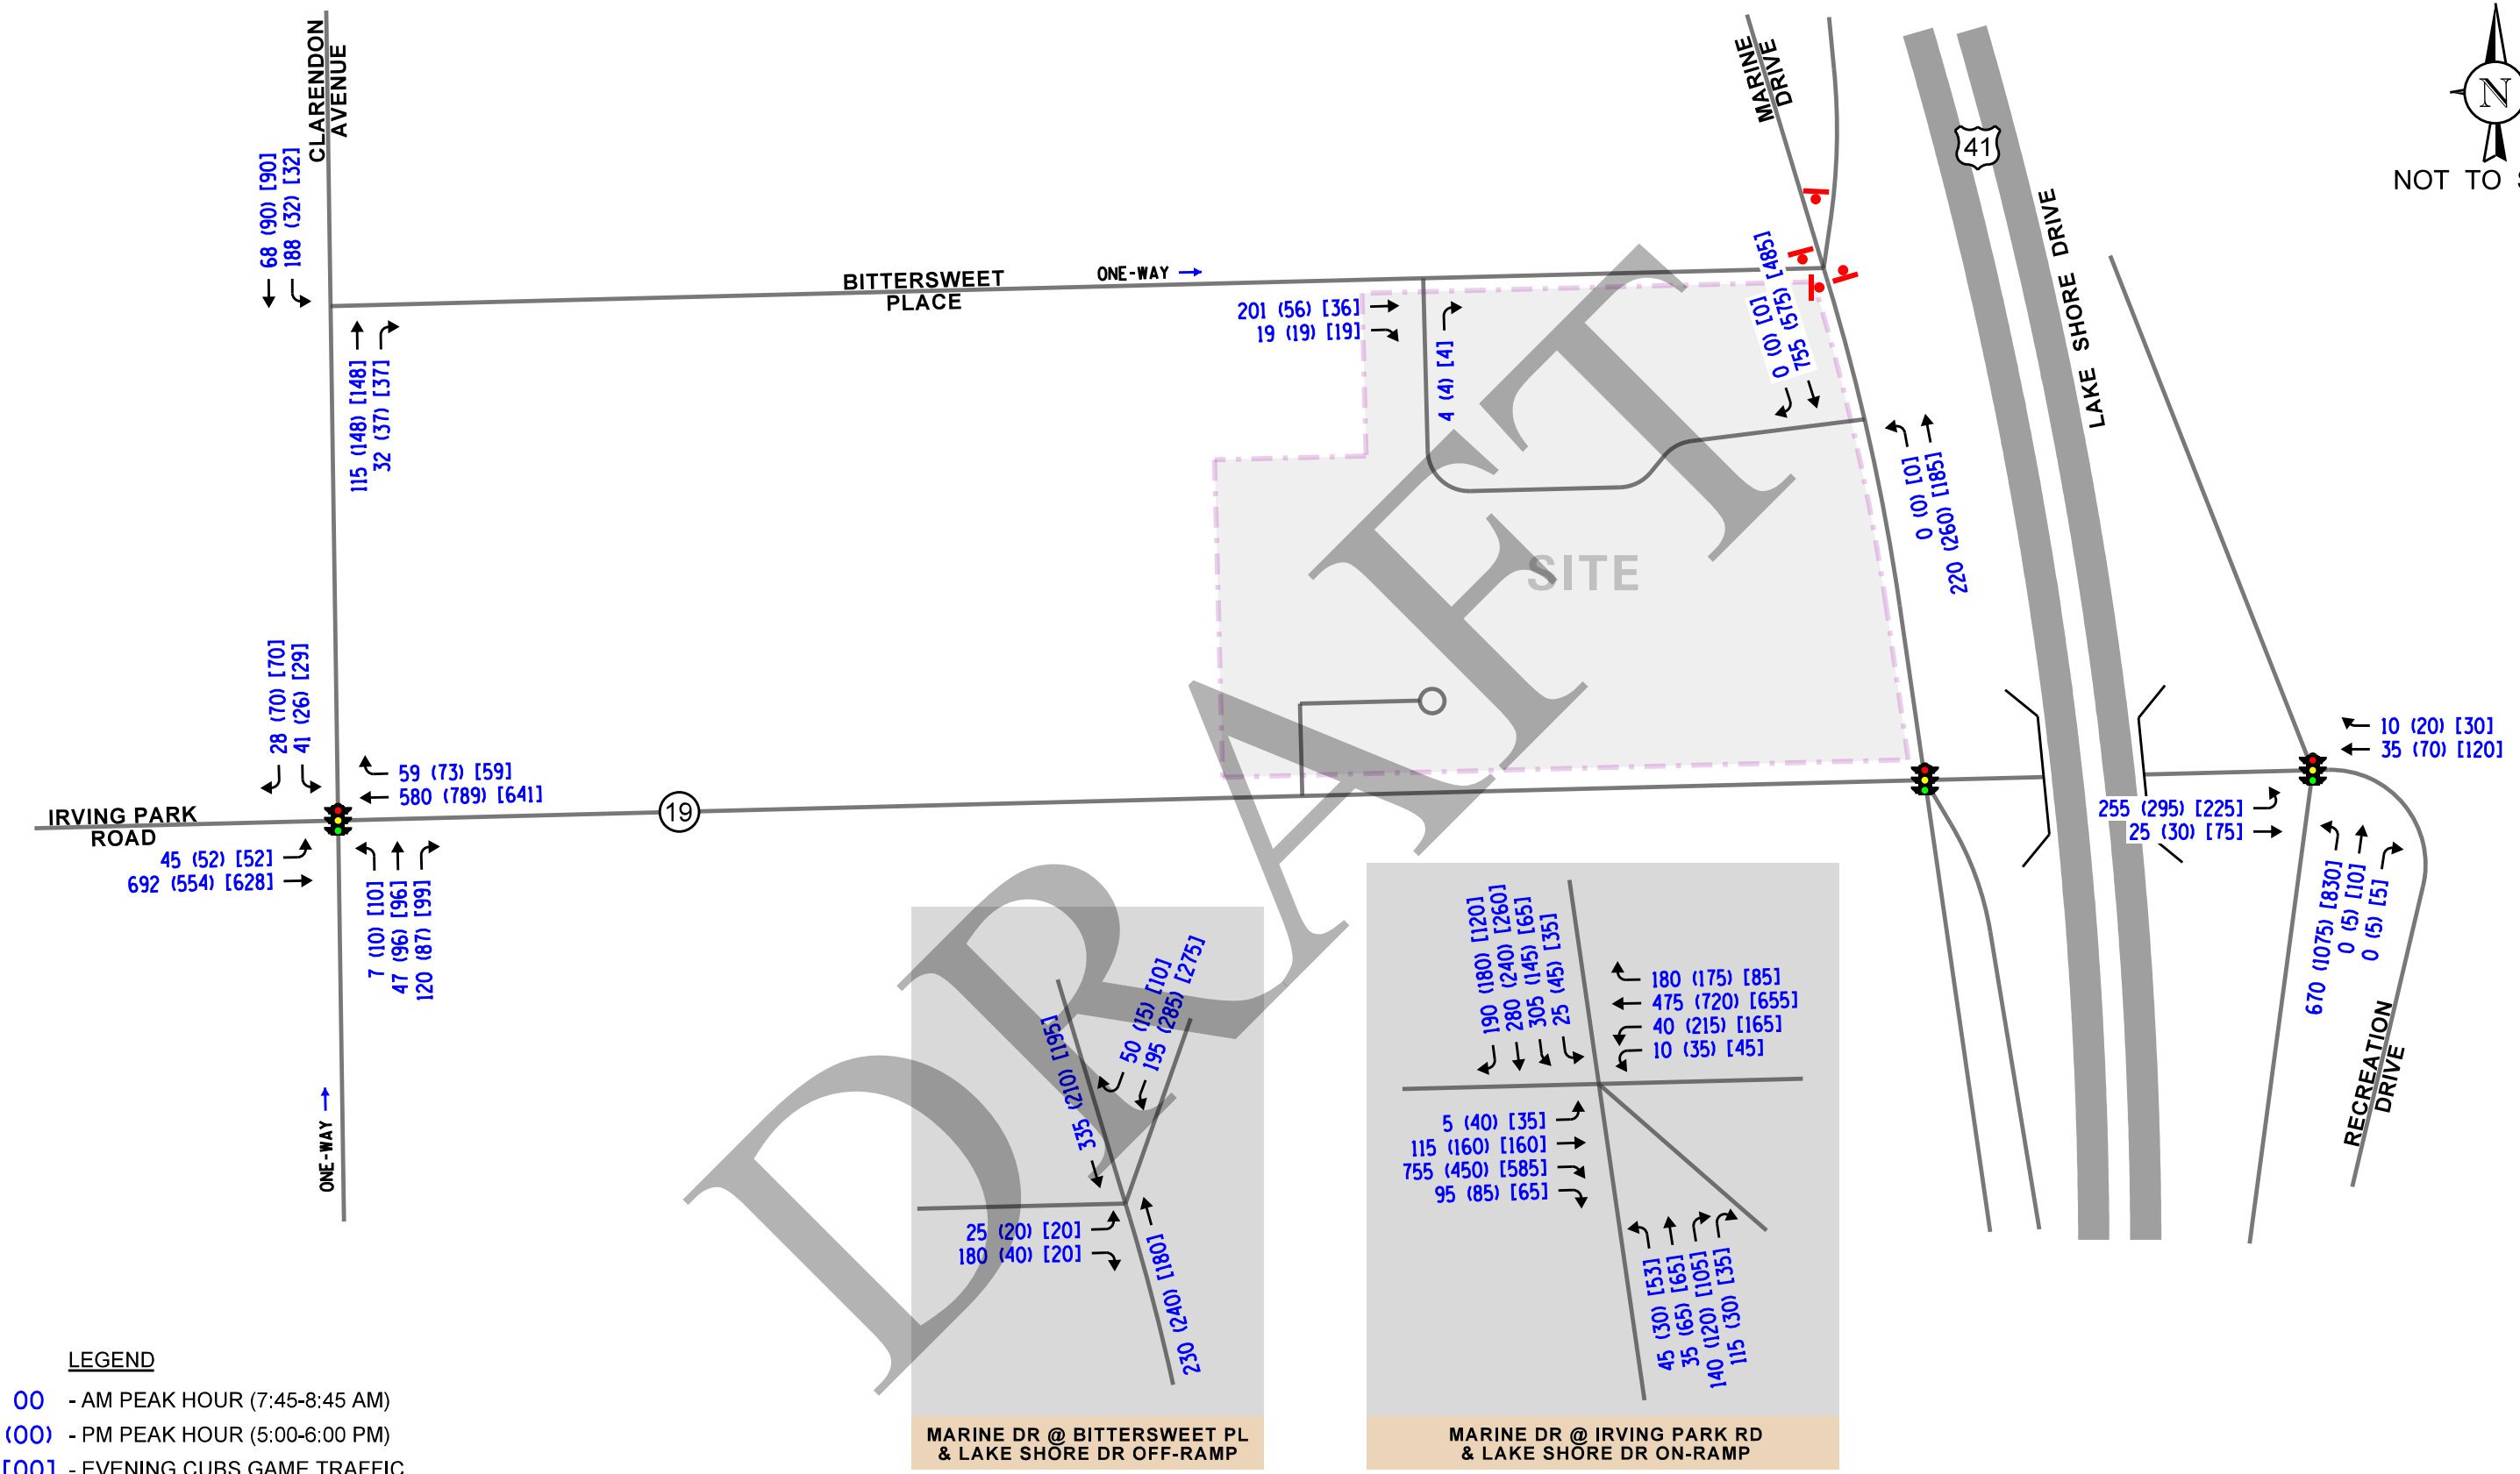 CLARENDON
AVENUE
68 (90) [90]
188 (32) [32]
115 (148) [148]
32 (37) [37]
BITTERSWEET
PLACE
ONE-WAY
201 (56) [36]
19 (19) [19]
4 (4) [4]
MARINE
DRIVE
0 (0) [0]
755 (575) [485]
0 (0) [0]
220 (260) [185]
41
LAKE SHORE DRIVE
N
NOT TO S
SITE
28 (70) [70]
41 (26) [29]
59 (73) [59]
580 (789) [641]
IRVING PARK
ROAD
19
45 (52) [52]
692 (554) [628]
7 (10) [10]
47 (96) [96]
120 (87) [99]
ONE-WAY
10 (20) [30]
35 (70) [120]
255 (295) [225]
25 (30) [75]
670 (1075) [830]
0 (5) [10]
0 (5) [5]
RECREATION
DRIVE
DRAFT
335 (210) [195]
50 (15) [10]
195 (285) [275]
25 (20) [20]
180 (40) [20]
230 (240) [180]
MARINE DR @ BITTERSWEET PL
& LAKE SHORE DR OFF-RAMP
190 (180) [120]
280 (240) [260]
305 (145) [65]
25 (45) [35]
180 (175) [85]
475 (720) [655]
40 (215) [165]
10 (35) [45]
5 (40) [35]
115 (160) [160]
755 (450) [585]
95 (85) [65]
45 (30) [53]
35 (65) [65]
140 (120) [105]
115 (30) [35]
MARINE DR @ IRVING PARK RD
& LAKE SHORE DR ON-RAMP
LEGEND
00 - AM PEAK HOUR (7:45-8:45 AM)
(00) - PM PEAK HOUR (5:00-6:00 PM)
[00] - EVENING CUBS GAME TRAFFIC